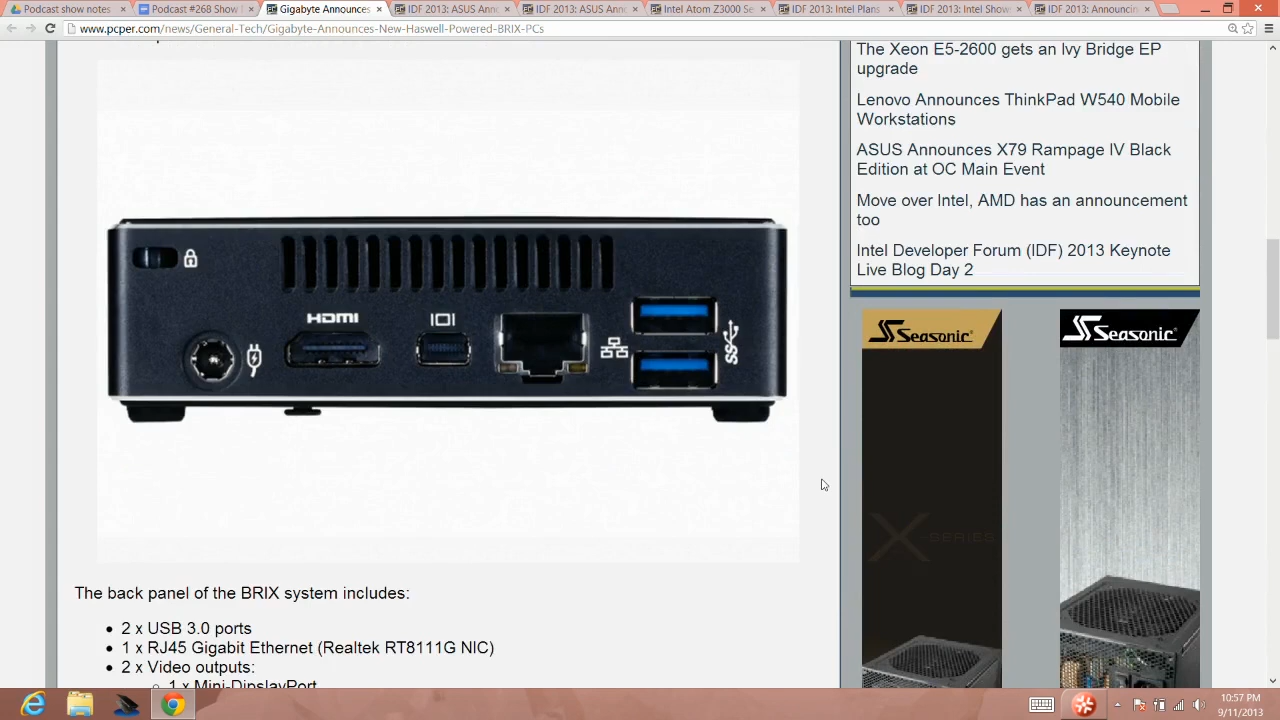 Podcast show notes
Podcast #268 Show
Gigabyte Announces
IDF 2013: ASUS Ann
IDF 2013: ASUS Ann
Intel Atom Z3000 Se
IDF 2013: Intel Plans
IDF 2013: Intel Show
IDF 2013: Announcin
www.pcper.com/news/General-Tech/Gigabyte-Announces-New-Haswell-Powered-BRIX-PCs
The Xeon E5-2600 gets an Ivy Bridge EP
upgrade
Lenovo Announces ThinkPad W540 Mobile
Workstations
ASUS Announces X79 Rampage IV Black
Edition at OC Main Event
Move over Intel, AMD has an announcement
too
Intel Developer Forum (IDF) 2013 Keynote
Live Blog Day 2
HDMI
SS
Seasonic
Seasonic
X SERIES
The back panel of the BRIX system includes:
• 2 x USB 3.0 ports
• 1 x RJ45 Gigabit Ethernet (Realtek RT8111G NIC)
• 2 x Video outputs:
1 x Mini-DipslayPort
10:57 PM
9/11/2013